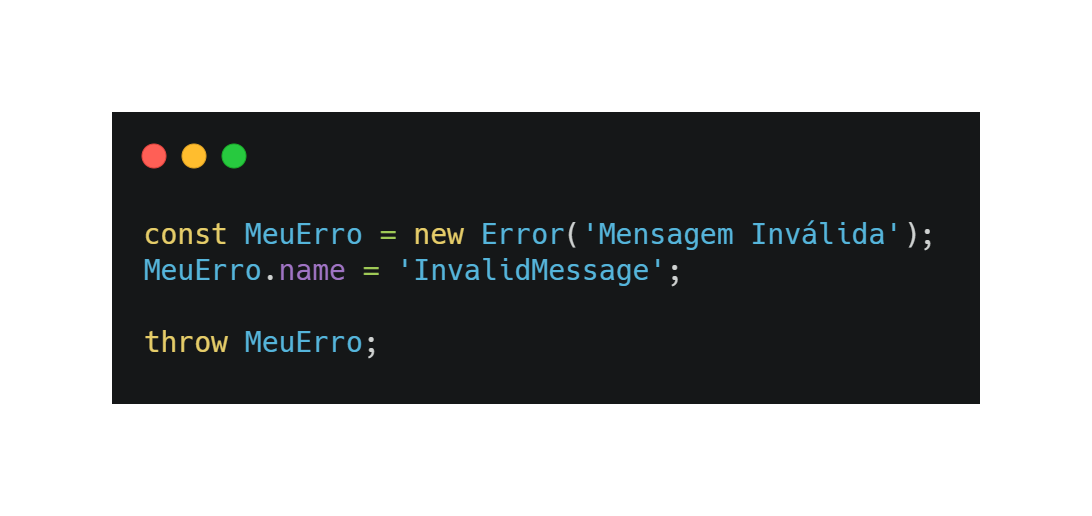 const MeuErro = new Error('Mensagem Inválida');
MeuErro.name = 'InvalidMessage';
throw MeuErro;